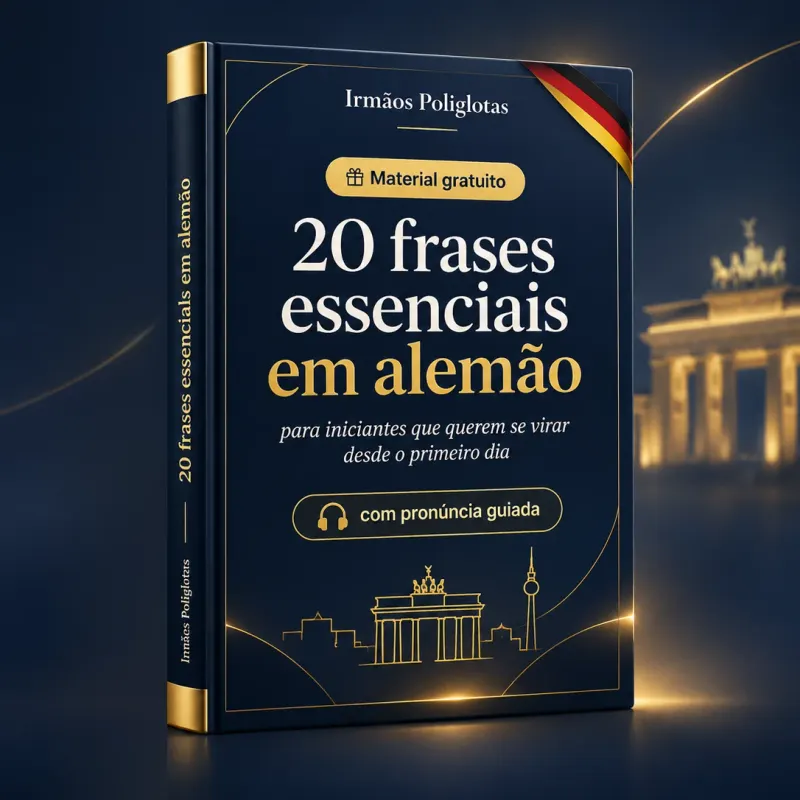 Irmãos Poliglotas
Material gratuito
20 frases
essenciais
em alemão
para iniciantes que querem se virar
desde o primeiro dia
com pronúncia guiada
20 frases essenciais em alemão
Irmãos Poliglotas